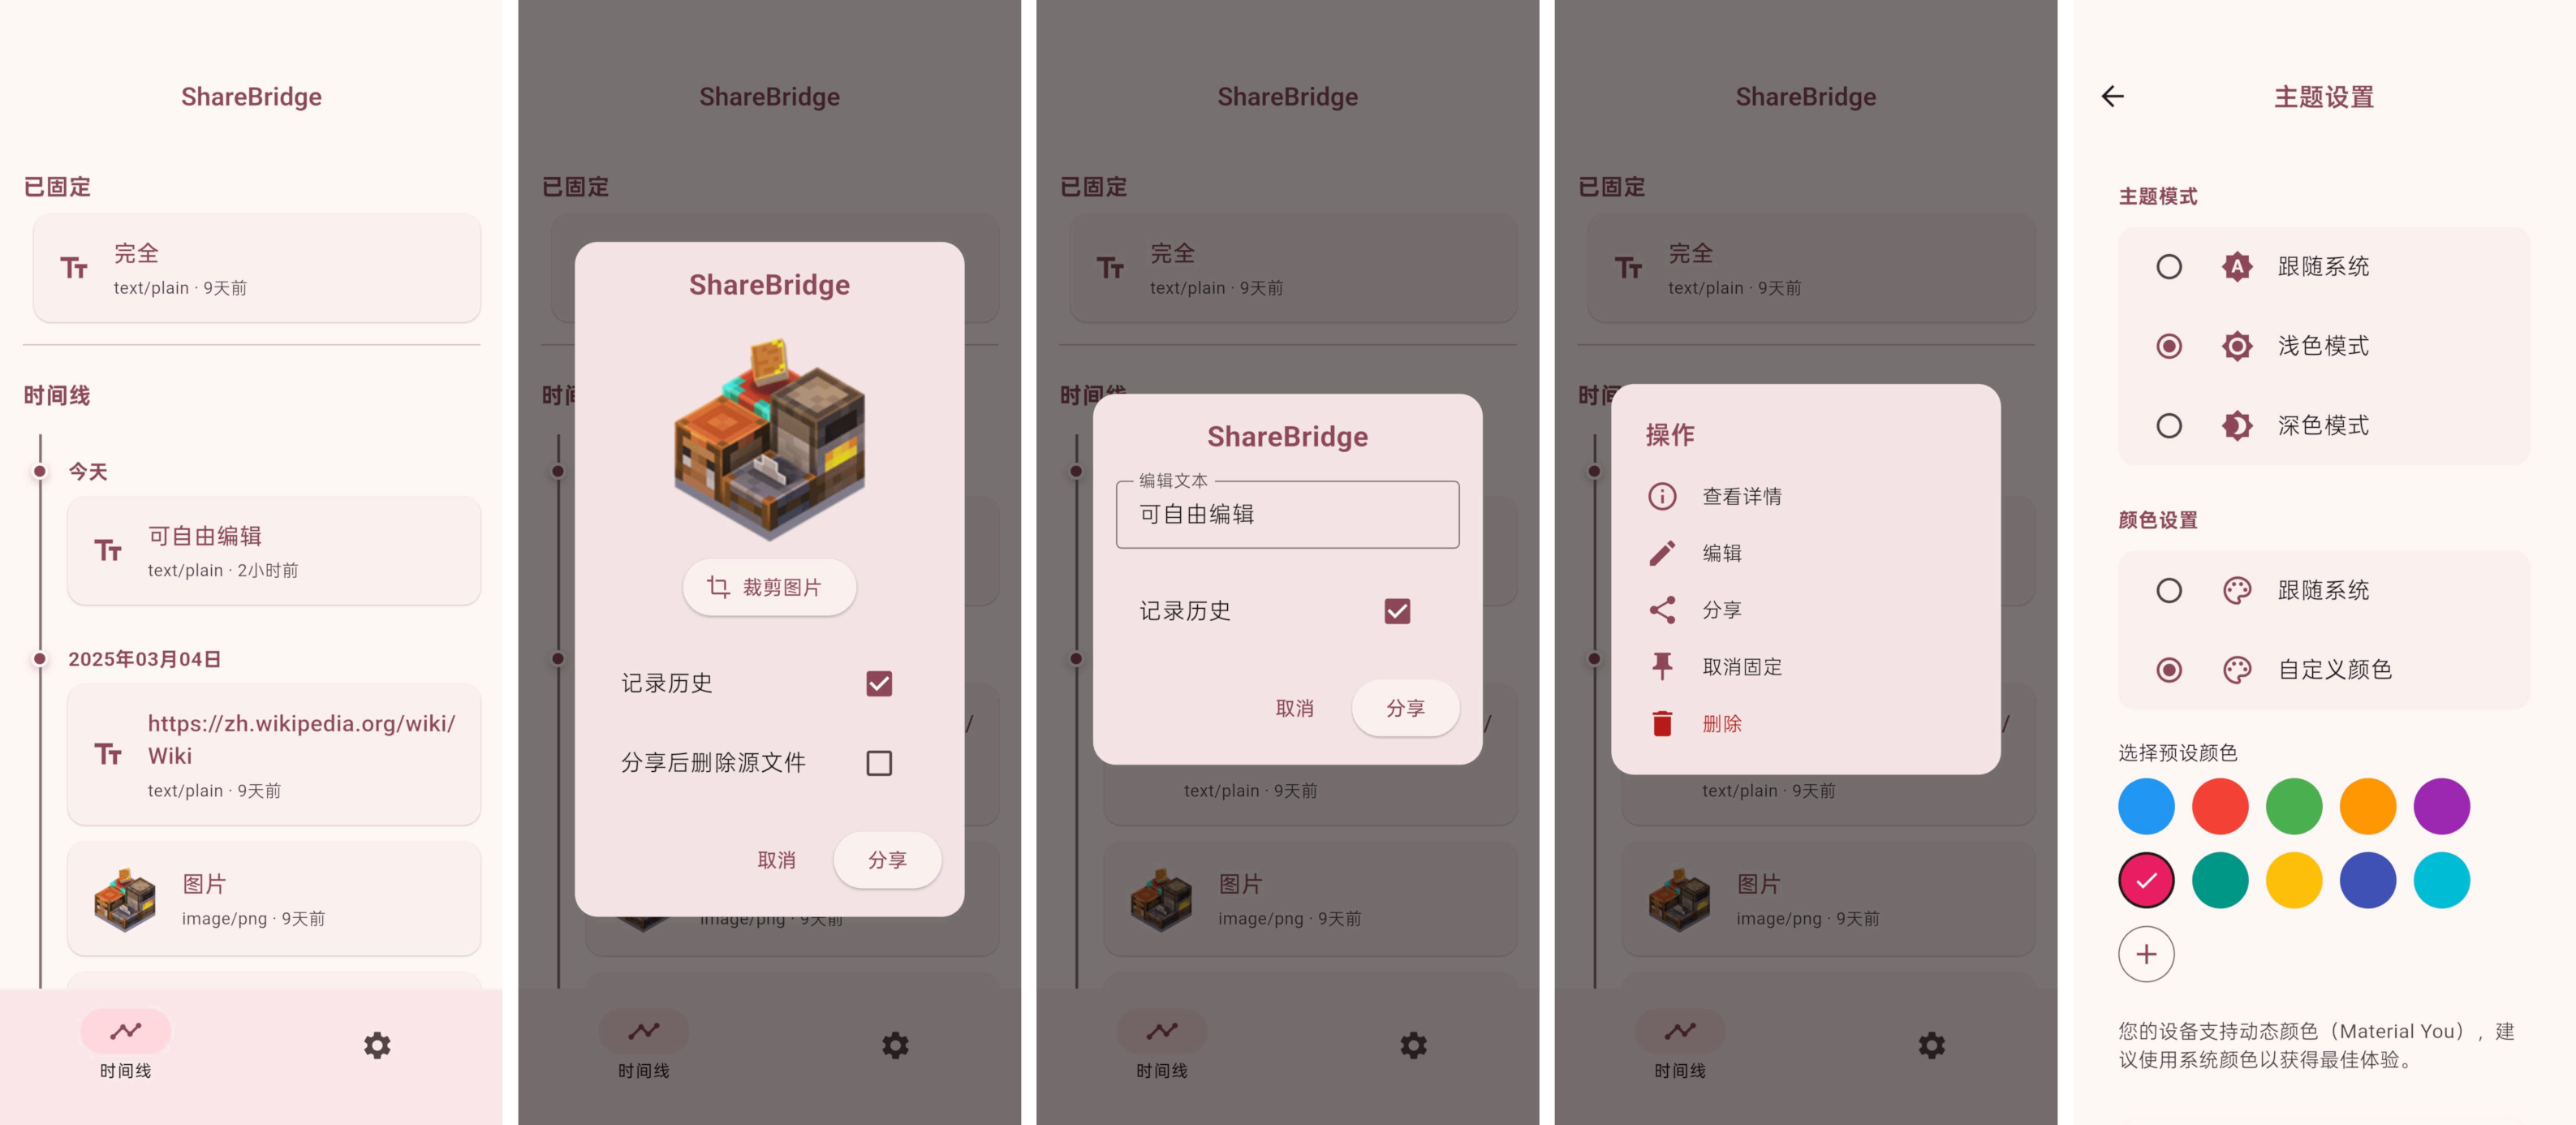 ShareBridge
已固定
完全
text/plain · 9天前
时间线
今天
可自由编辑
text/plain · 2小时前
2025年03月04日
https://zh.wikipedia.org/wiki/
Wiki
text/plain · 9天前
图片
image/png · 9天前
时间线
ShareBridge
已固定
时间
ShareBridge
裁剪图片
记录历史
分享后删除源文件
取消
分享
/
image/png · 9天前
时间线
ShareBridge
已固定
完全
text/plain · 9天前
时间线
ShareBridge
编辑文本
可自由编辑
记录历史
取消
分享
/
text/plain · 9天前
图片
image/png · 9天前
时间线
ShareBridge
已固定
完全
text/plain · 9天前
时间
操作
查看详情
编辑
分享
取消固定
删除
/
text/plain · 9天前
图片
image/png · 9天前
时间线
主题设置
主题模式
跟随系统
浅色模式
深色模式
颜色设置
跟随系统
自定义颜色
选择预设颜色
您的设备支持动态颜色（Material You），建
议使用系统颜色以获得最佳体验。